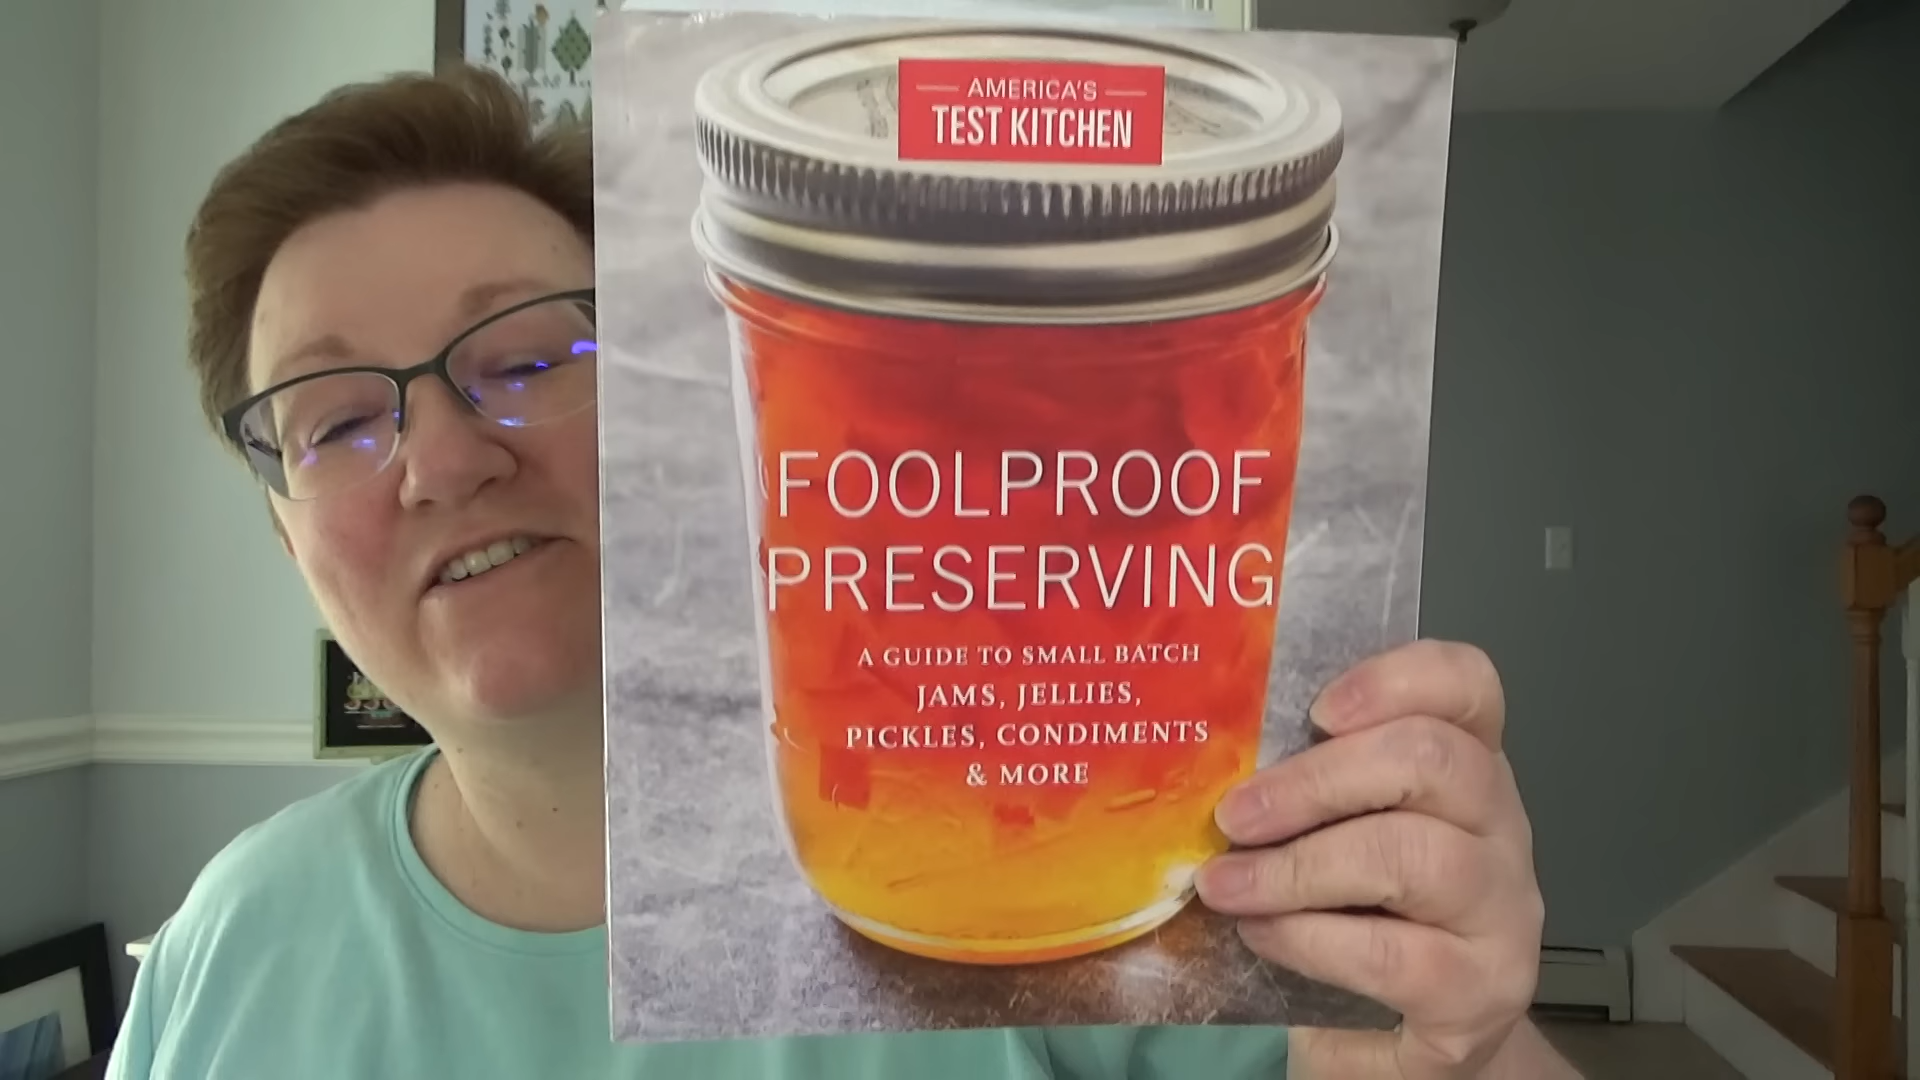 AMERICA'S
TEST KITCHEN
FOOLPROOF
PRESERVING
A GUIDE TO SMALL BATCH
JAMS, JELLIES,
PICKLES, CONDIMENTS
& MORE